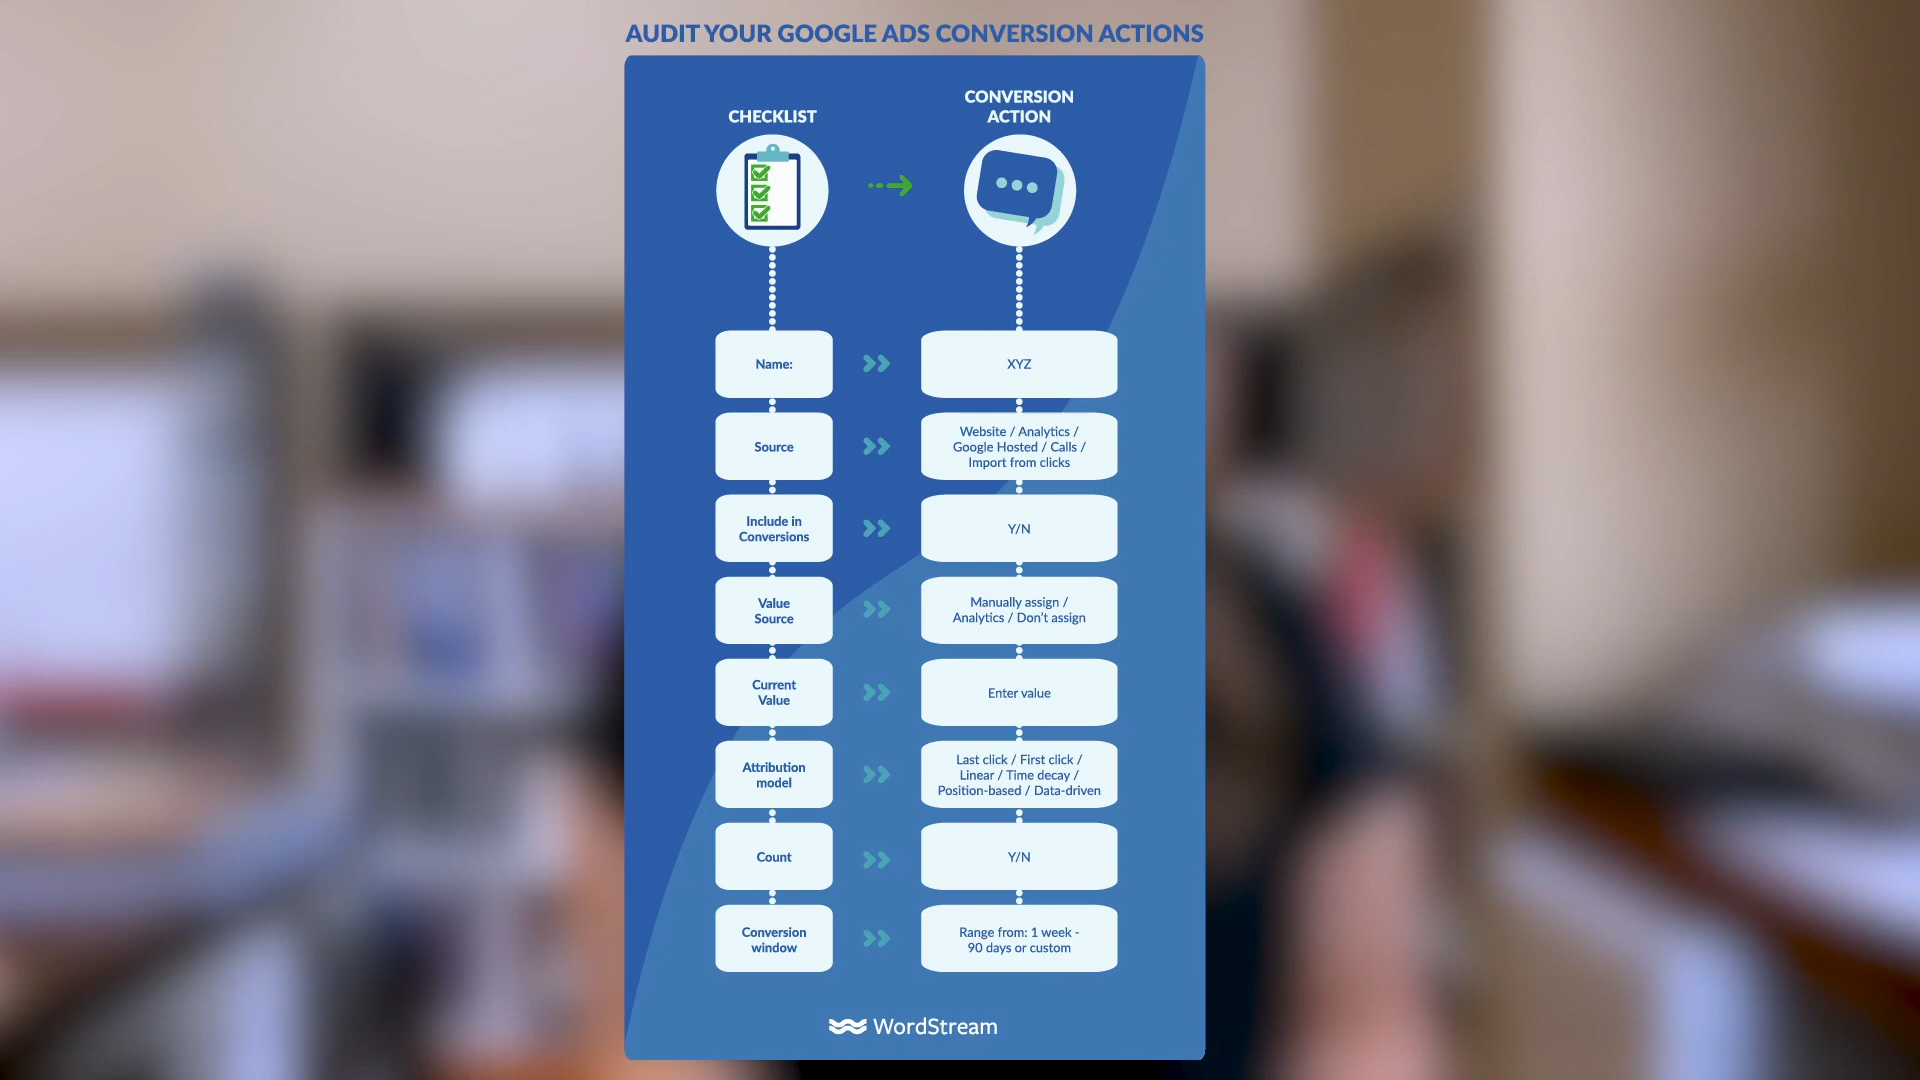 AUDIT YOUR GOOGLE ADS CONVERSION ACTIONS
CHECKLIST
CONVERSION
ACTION
Name:
XYZ
Source
Website / Analytics /
Google Hosted / Calls /
Import from clicks
Include in
Conversions
Y/N
Value
Source
Manually assign /
Analytics / Don't assign
Current
Value
Enter value
Attribution
model
Last click / First click /
Linear / Time decay /
Position-based / Data-driven
Count
Y/N
Conversion
window
Range from: 1 week -
90 days or custom
WordStream